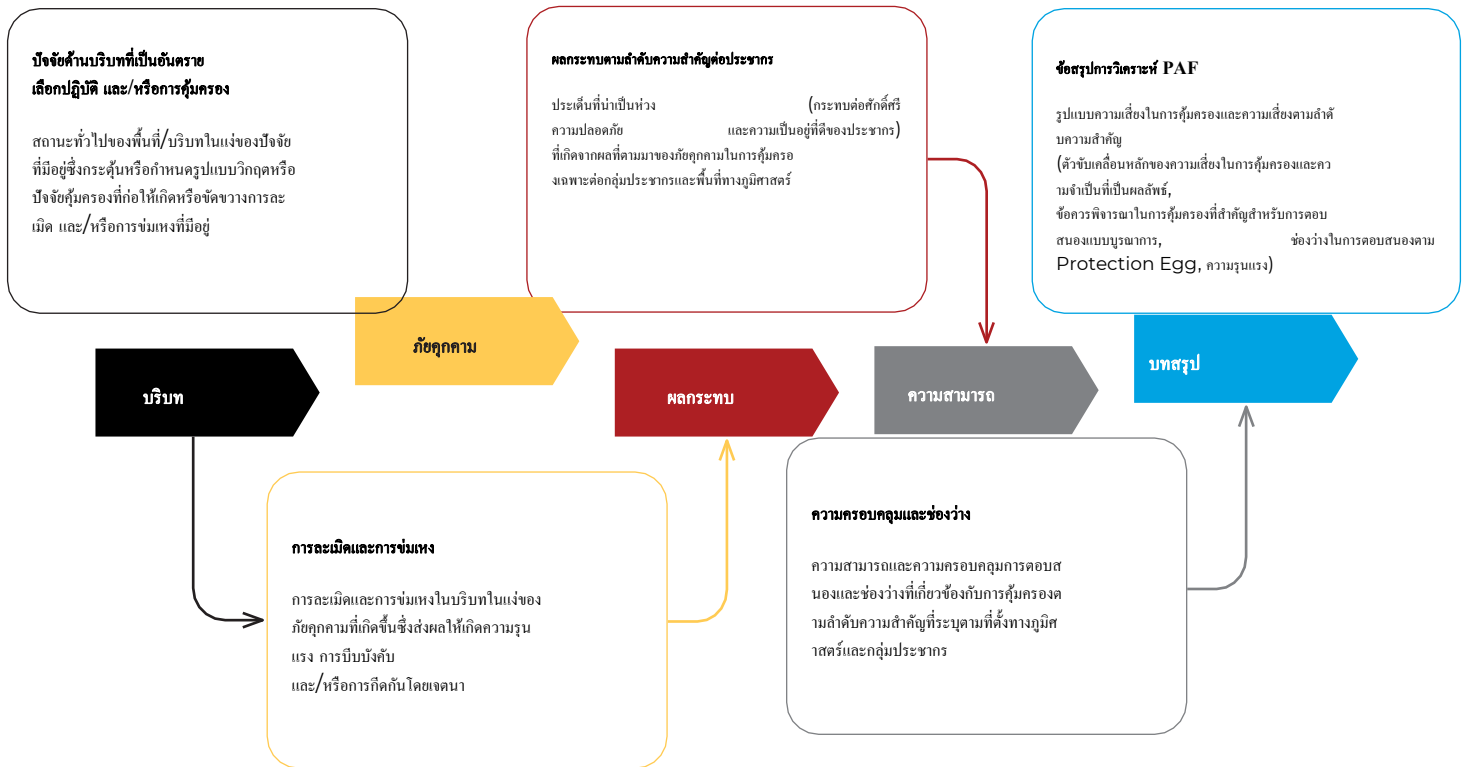 ปัจจัยด้านบริบทที่เป็นอันตราย
เลือกปฏิบัติ และ/หรือการคุ้มครอง
สถานะทั่วไปของพื้นที่/บริบทในแง่ของปัจจัย
ที่มีอยู่ซึ่งกระตุ้นหรือกำหนดรูปแบบวิกฤตหรือ
ปัจจัยคุ้มครองที่ก่อให้เกิดหรือขัดขวางการละ
เมิด และ/หรือการข่มเหงที่มีอยู่
ผลกระทบตามลำดับความสำคัญต่อประชากร
ประเด็นที่น่าเป็นห่วง (กระทบต่อศักดิ์ศรี
ความปลอดภัย และความเป็นอยู่ที่ดีของประชากร)
ที่เกิดจากผลที่ตามมาของภัยคุกคามในการคุ้มครอ
งเฉพาะต่อกลุ่มประชากรและพื้นที่ทางภูมิศาสตร์
ข้อสรุปการวิเคราะห์ PAF
รูปแบบความเสี่ยงในการคุ้มครองและความเสี่ยงตามลำดั
บความสำคัญ
(ตัวขับเคลื่อนหลักของความเสี่ยงในการคุ้มครองและคว
ามจำเป็นที่เป็นผลลัพธ์,
ข้อควรพิจารณาในการคุ้มครองที่สำคัญสำหรับการตอบ
สนองแบบบูรณาการ, ช่องว่างในการตอบสนองตาม
Protection Egg, ความรุนแรง)
บริบท
ภัยคุกคาม
ผลกระทบ
ความสามารถ
บทสรุป
การละเมิดและการข่มเหง
การละเมิดและการข่มเหงในบริบทในแง่ของ
ภัยคุกคามที่เกิดขึ้นซึ่งส่งผลให้เกิดความรุน
แรง การบีบบังคับ
และ/หรือการกีดกันโดยเจตนา
ความครอบคลุมและช่องว่าง
ความสามารถและความครอบคลุมการตอบส
นองและช่องว่างที่เกี่ยวข้องกับการคุ้มครองต
ามลำดับความสำคัญที่ระบุตามที่ตั้งทางภูมิศ
าสตร์และกลุ่มประชากร